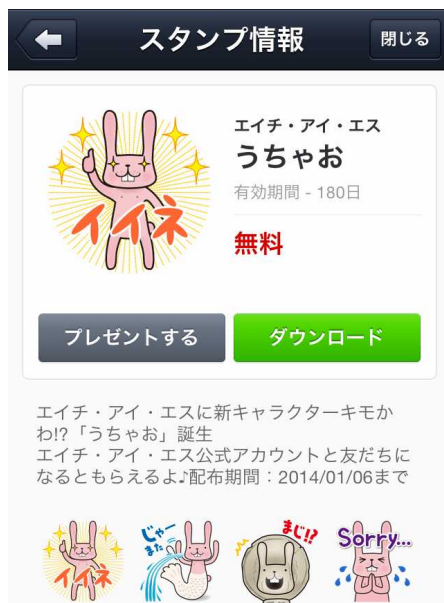 スタンプ情報
閉じる
エイチ・アイ・エス
うちゃお
有効期間 - 180日
無料
イイネ
プレゼントする
ダウンロード
エイチ・アイ・エスに新キャラクターキモか
わ!?「うちゃお」誕生
エイチ・アイ・エス公式アカウントと友だちに
なるともらえるよ♪配布期間：2014/01/06まで
イイネ
じゃー
また
まじ!?
Sorry...